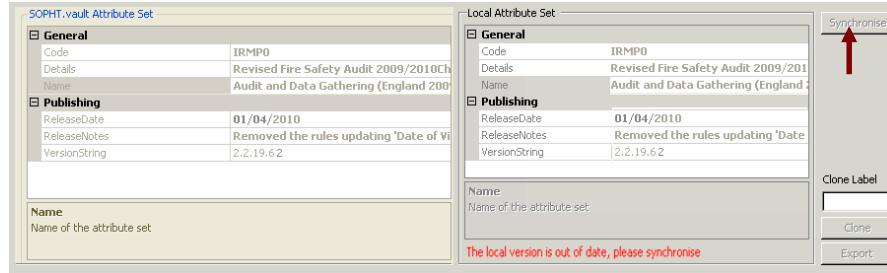 SOPHT.vault Attribute Set
General
Code IRMP0
Details Revised Fire Safety Audit 2009/2010Ch
Name Audit and Data Gathering (England 200
Publishing
ReleaseDate 01/04/2010
ReleaseNotes Removed the rules updating 'Date of Vi
VersionString 2.2.19.62
Name
Name of the attribute set
Local Attribute Set
General
Code IRMP0
Details Revised Fire Safety Audit 2009/201
Name Audit and Data Gathering (England
Publishing
ReleaseDate 01/04/2010
ReleaseNotes Removed the rules updating 'Date
VersionString 2.2.19.62
Name
Name of the attribute set
The local version is out of date, please synchronise
Synchronise
Clone Label
Clone
Export